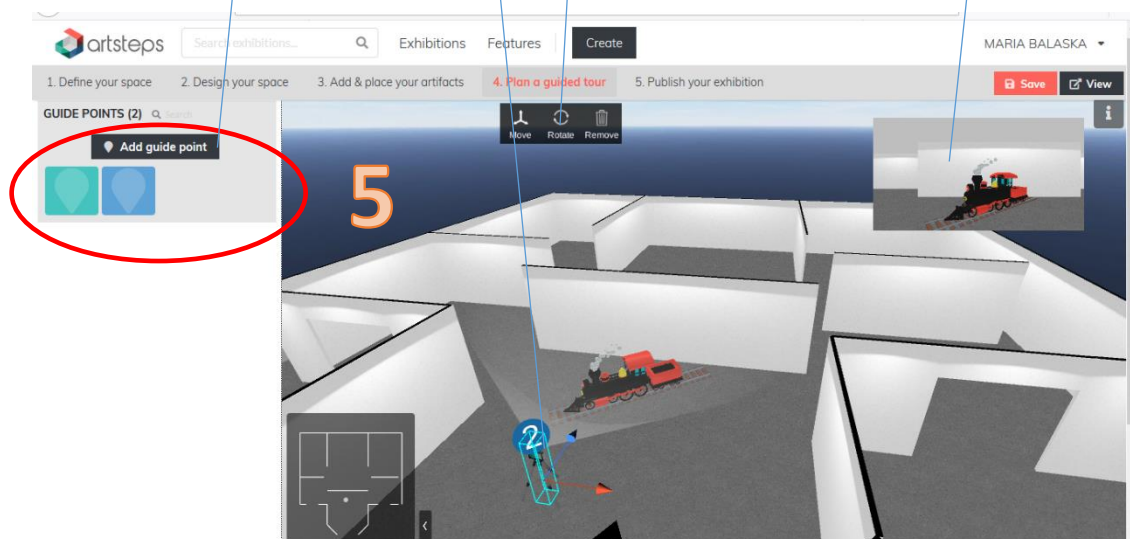 artsteps Search exhibitions... Exhibitions Features Create MARIA BALASKA
1. Define your space 2. Design your space 3. Add & place your artifacts 4. Plan a guided tour 5. Publish your exhibition Save View
GUIDE POINTS (2) Search
Move Rotate Remove
i
Add guide point
5
2